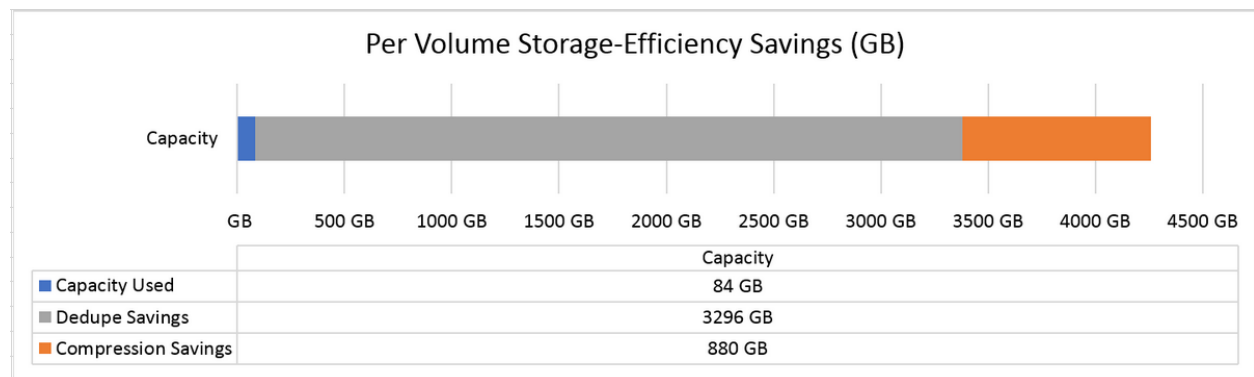 Per Volume Storage-Efficiency Savings (GB)
Capacity
GB 500 GB 1000 GB 1500 GB 2000 GB 2500 GB 3000 GB 3500 GB 4000 GB 4500 GB
Capacity
Capacity Used 84 GB
Dedupe Savings 3296 GB
Compression Savings 880 GB